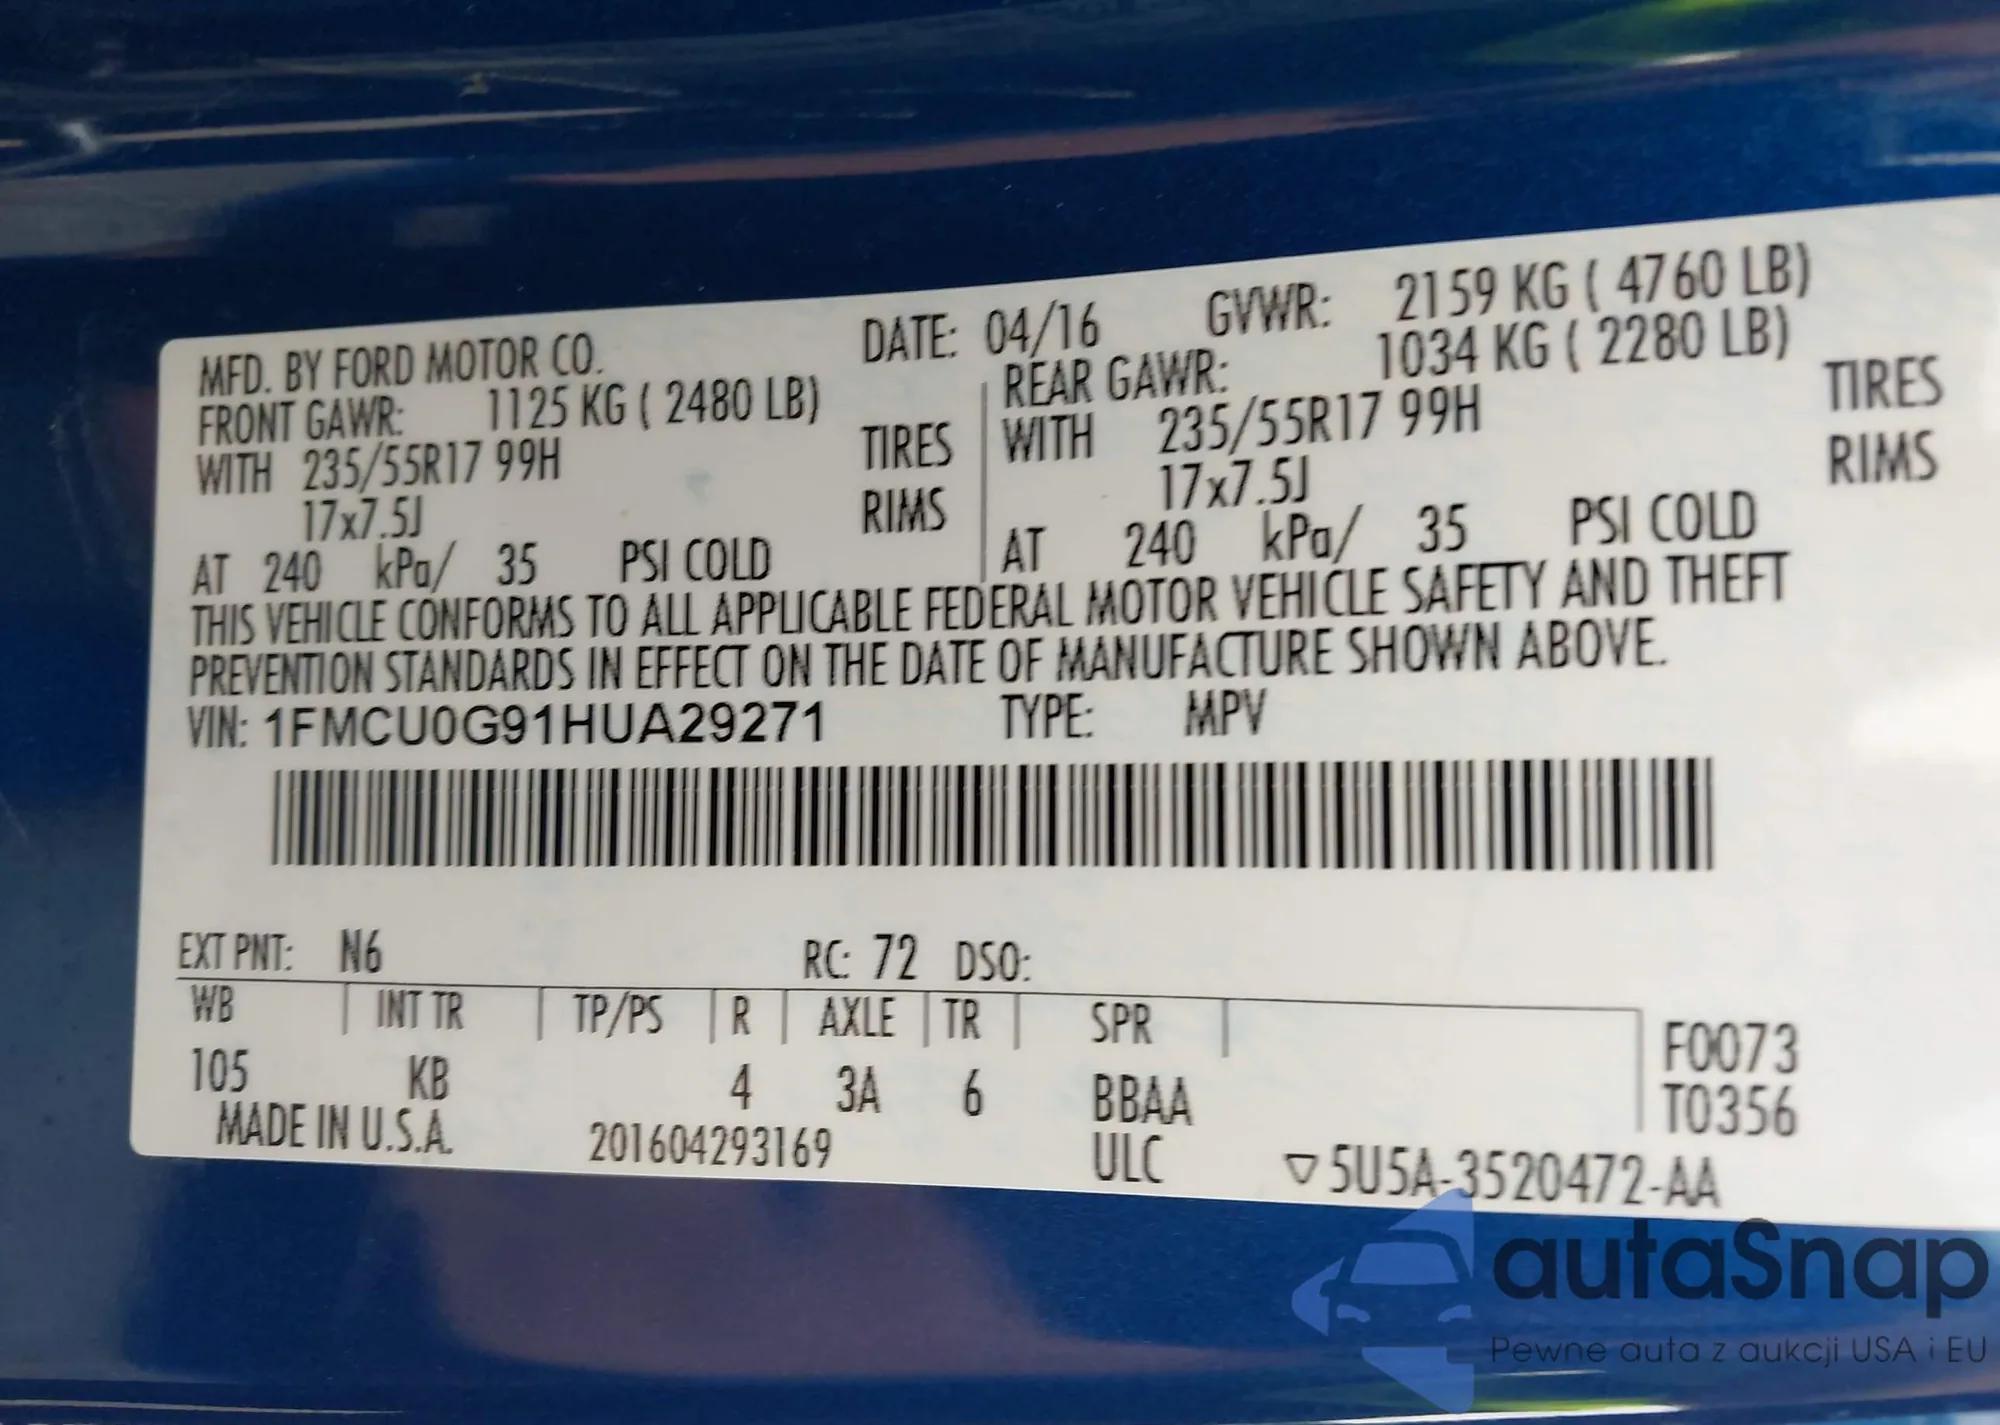 MFD. BY FORD MOTOR CO. DATE: 04/16 GVWR: 2159 KG ( 4760 LB)
FRONT GAWR: 1125 KG ( 2480 LB) REAR GAWR: 1034 KG ( 2280 LB)
WITH 235/55R17 99H TIRES WITH 235/55R17 99H TIRES
17x7.5J RIMS 17x7.5J RIMS
AT 240 kPa/ 35 PSI COLD AT 240 kPa/ 35 PSI COLD
THIS VEHICLE CONFORMS TO ALL APPLICABLE FEDERAL MOTOR VEHICLE SAFETY AND THEFT
PREVENTION STANDARDS IN EFFECT ON THE DATE OF MANUFACTURE SHOWN ABOVE.
VIN: 1FMCU0G91HUA29271 TYPE: MPV
EXT PNT: N6 RC: 72 DSO:
WB INT TR TP/PS R AXLE TR SPR F0073
105 KB 4 3A 6 BBAA T0356
MADE IN U.S.A. 201604293169 ULC ▽5U5A-3520472-AA
autaSnap
Pewne auta z aukcji USA i EU